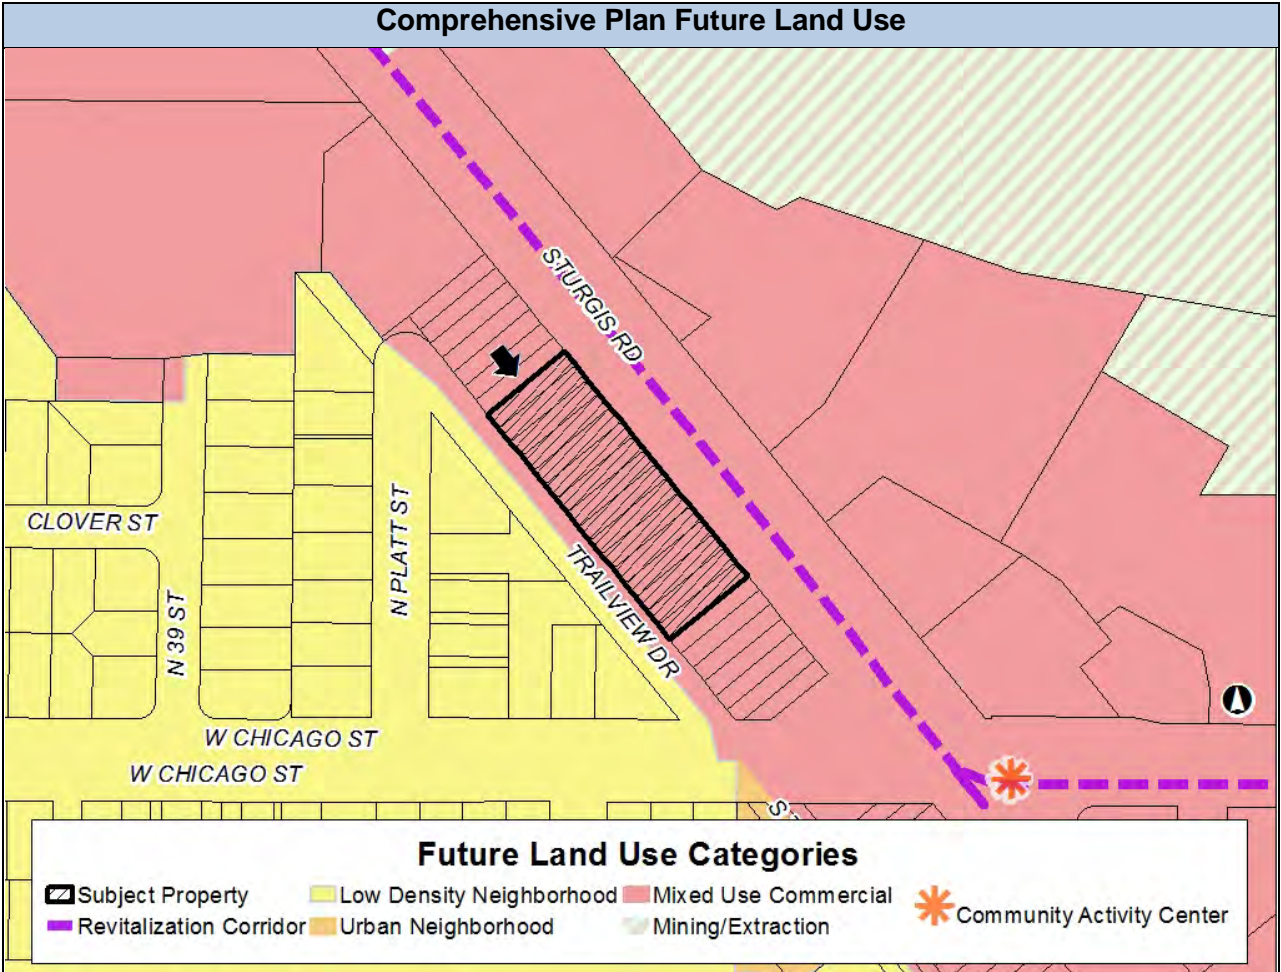 Comprehensive Plan Future Land Use
STURGIS RD
CLOVER ST
N PLATT ST
N 39 ST
TRAILVIEW DR
W CHICAGO ST
W CHICAGO ST
Future Land Use Categories
Subject Property Low Density Neighborhood Mixed Use Commercial
Revitalization Corridor Urban Neighborhood Mining/Extraction
Community Activity Center